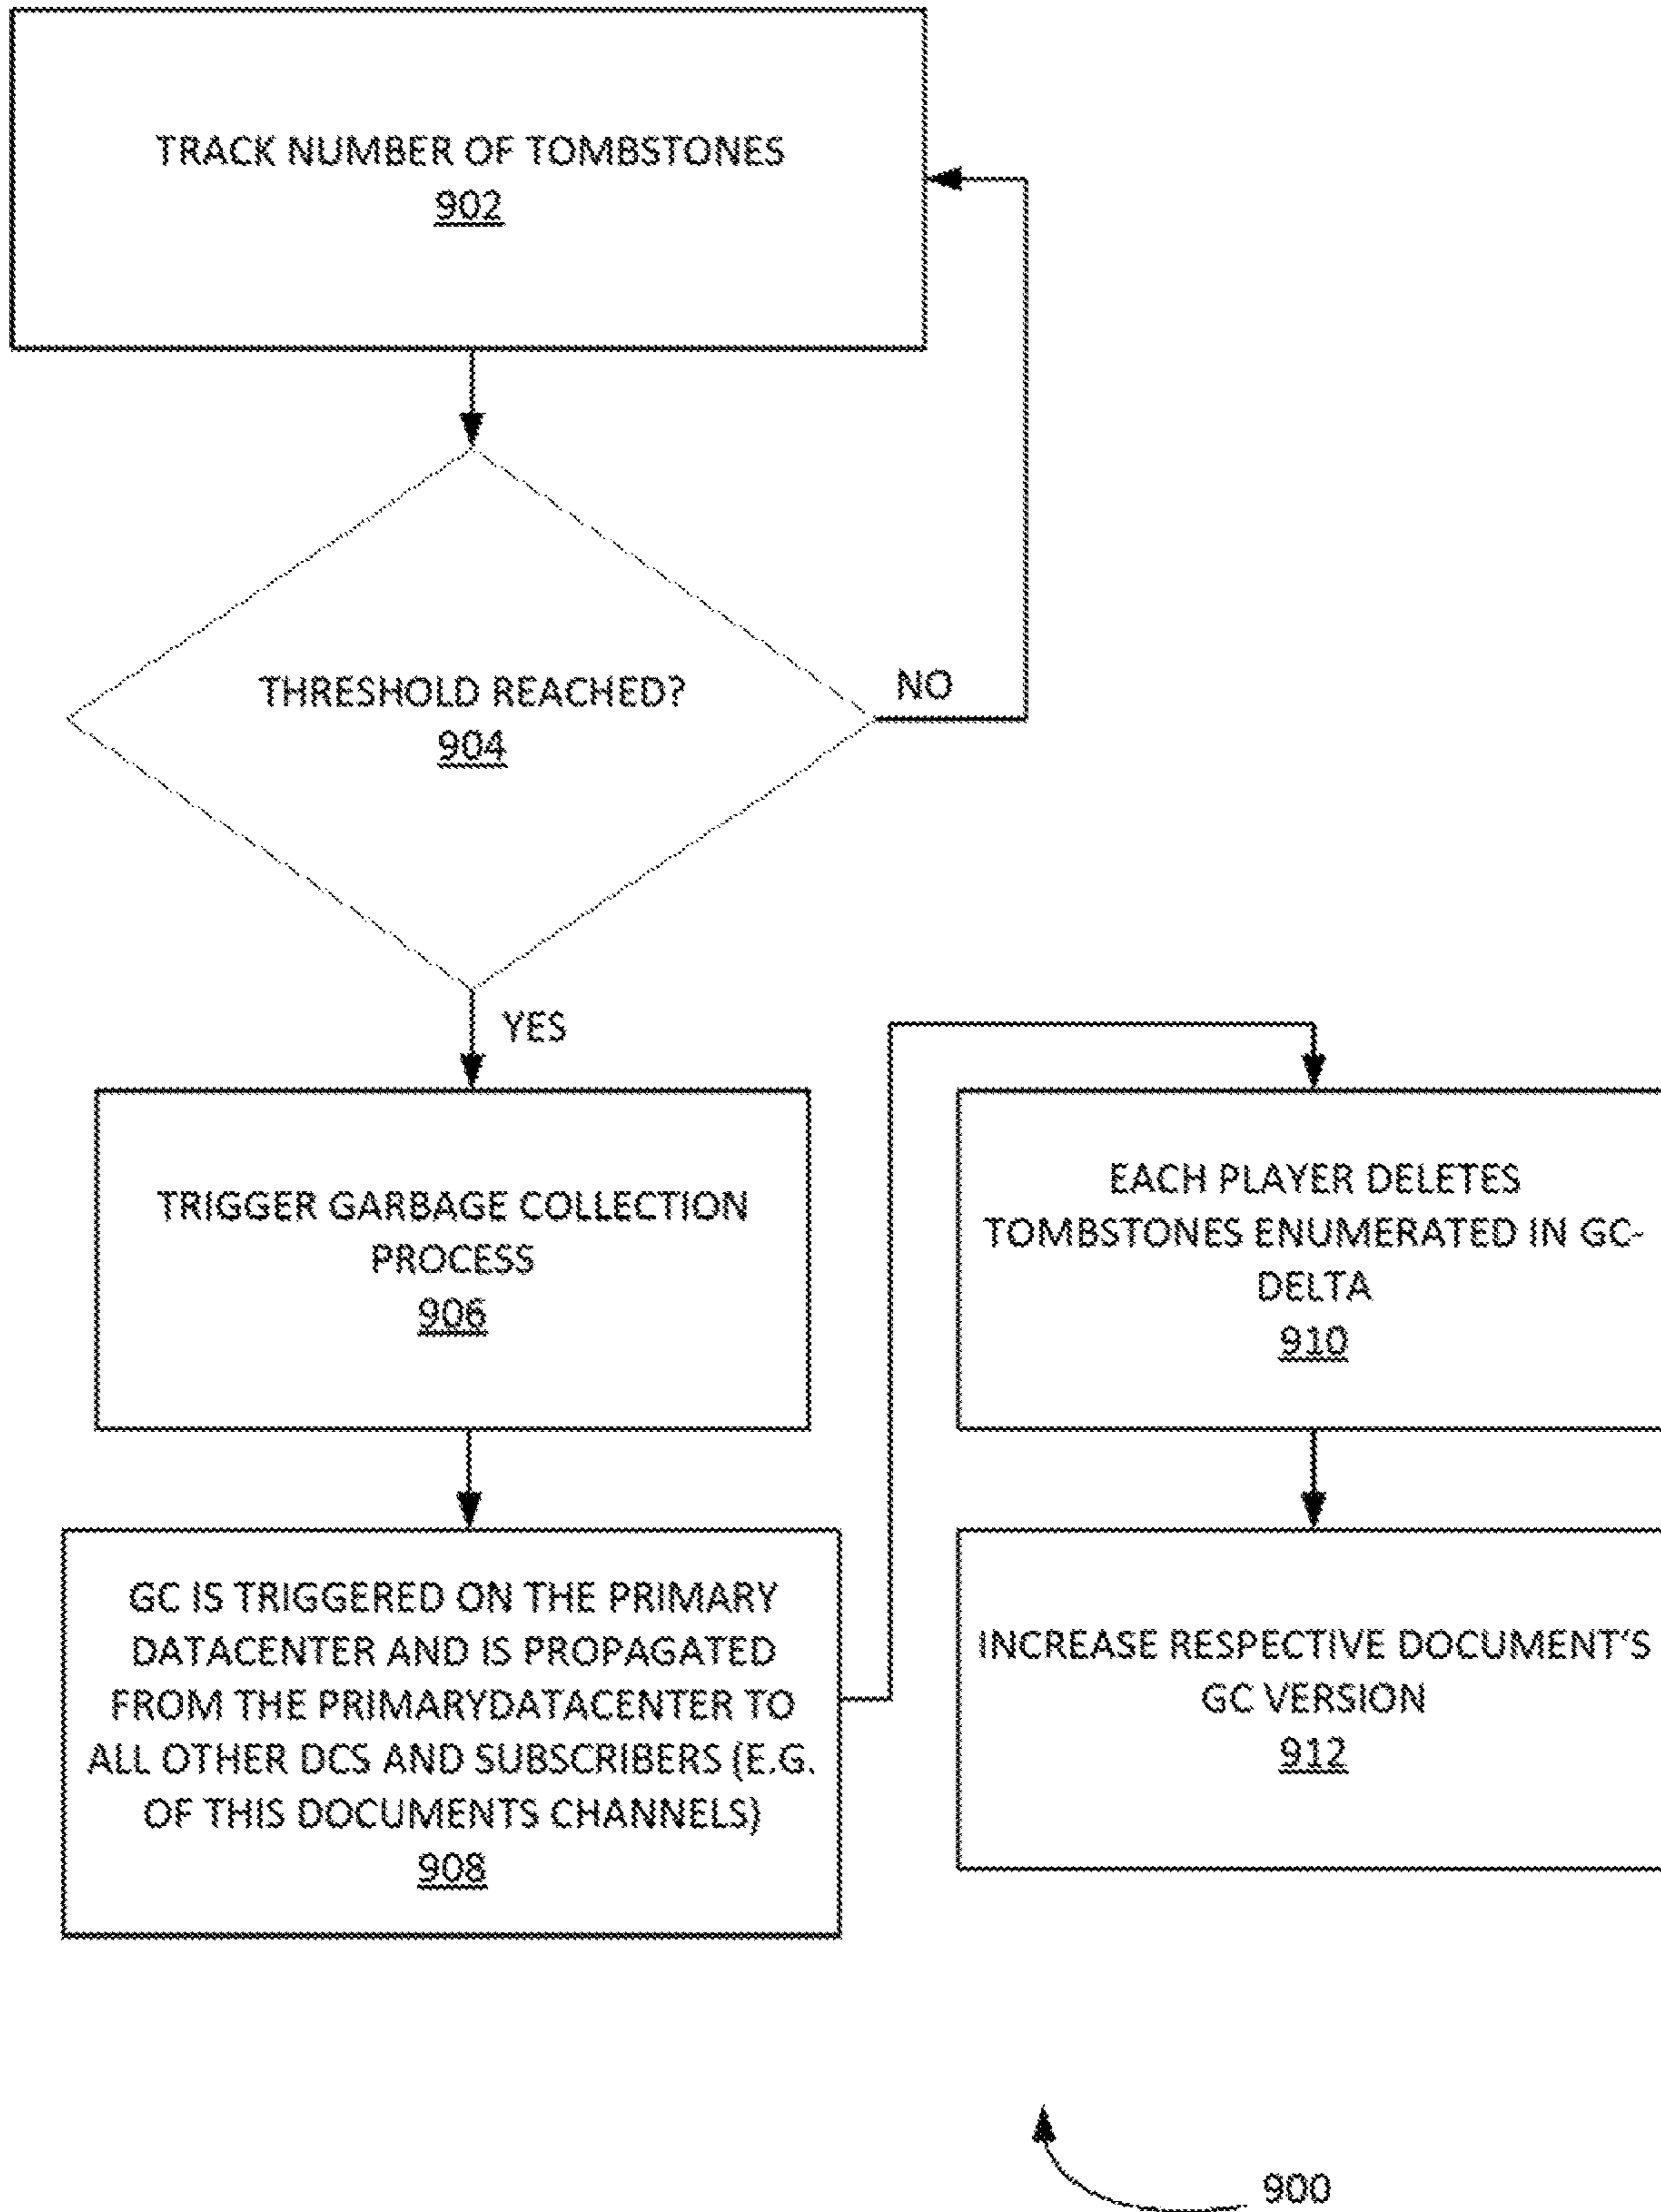 TRACK NUMBER OF TOMBSTONES
902
THRESHOLD REACHED?
904
NO
YES
TRIGGER GARBAGE COLLECTION
PROCESS
906
GC IS TRIGGERED ON THE PRIMARY
DATACENTER AND IS PROPAGATED
FROM THE PRIMARYDATACENTER TO
ALL OTHER DCS AND SUBSCRIBERS (E.G.
OF THIS DOCUMENTS CHANNELS)
908
EACH PLAYER DELETES
TOMBSTONES ENUMERATED IN GC-
DELTA
910
INCREASE RESPECTIVE DOCUMENT'S
GC VERSION
912
900